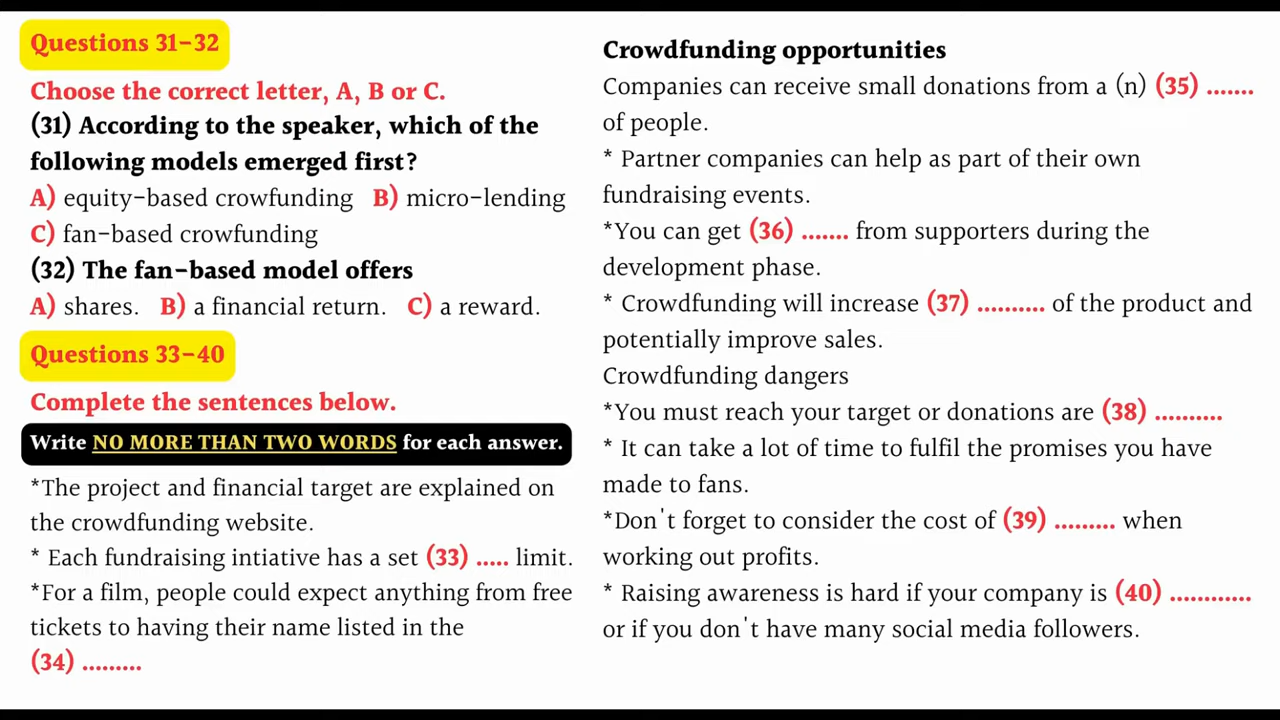 Questions 31-32
Choose the correct letter, A, B or C.
(31) According to the speaker, which of the
following models emerged first?
A) equity-based crowfunding B) micro-lending
C) fan-based crowdfunding
(32) The fan-based model offers
A) shares. B) a financial return. C) a reward.
Questions 33-40
Complete the sentences below.
Write NO MORE THAN TWO WORDS for each answer.
*The project and financial target are explained on
the crowdfunding website.
* Each fundraising intiative has a set (33) ..... limit.
*For a film, people could expect anything from free
tickets to having their name listed in the
(34) .........
Crowdfunding opportunities
Companies can receive small donations from a (n) (35) .......
of people.
* Partner companies can help as part of their own
fundraising events.
*You can get (36) ....... from supporters during the
development phase.
* Crowdfunding will increase (37) .......... of the product and
potentially improve sales.
Crowdfunding dangers
*You must reach your target or donations are (38) ..........
* It can take a lot of time to fulfil the promises you have
made to fans.
*Don't forget to consider the cost of (39) ......... when
working out profits.
* Raising awareness is hard if your company is (40) ............
or if you don't have many social media followers.